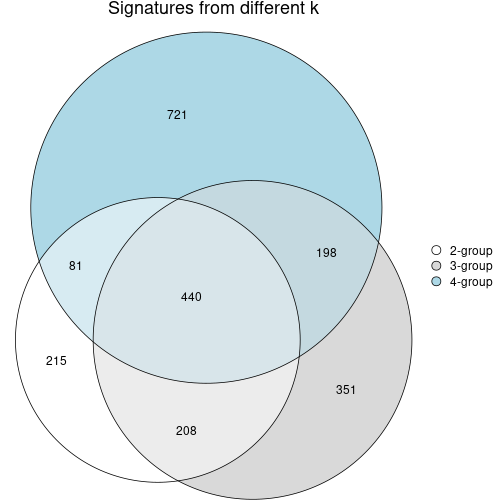 Signatures from different k
721
81
198
440
215
351
208
2-group
3-group
4-group